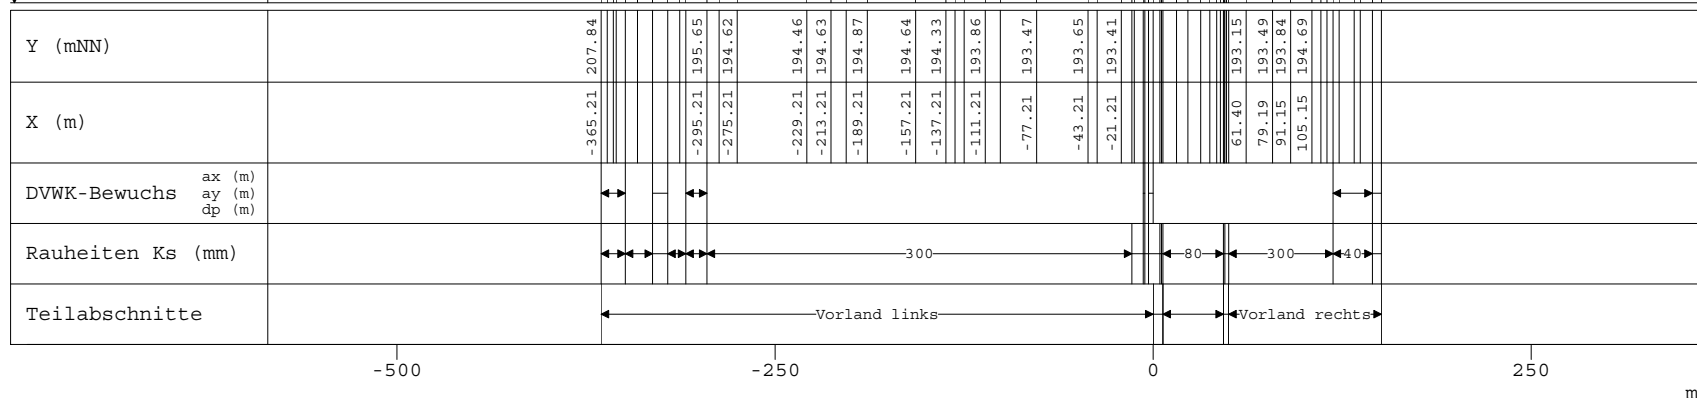 Y (mNN) 207.84 195.65 194.62 194.46 194.63 194.87 194.64 194.33 193.86 193.47 193.65 193.41 193.15 193.49 193.84 194.69
X (m) -365.21 -295.21 -275.21 -229.21 -213.21 -189.21 -157.21 -137.21 -111.21 -77.21 -43.21 -21.21 61.40 79.19 91.15 105.15
DVWK-Bewuchs ax (m)
ay (m)
dp (m)
Rauheiten Ks (mm) 300 80 300 40
Teilabschnitte Vorland links Vorland rechts
-500 -250 0 250
m